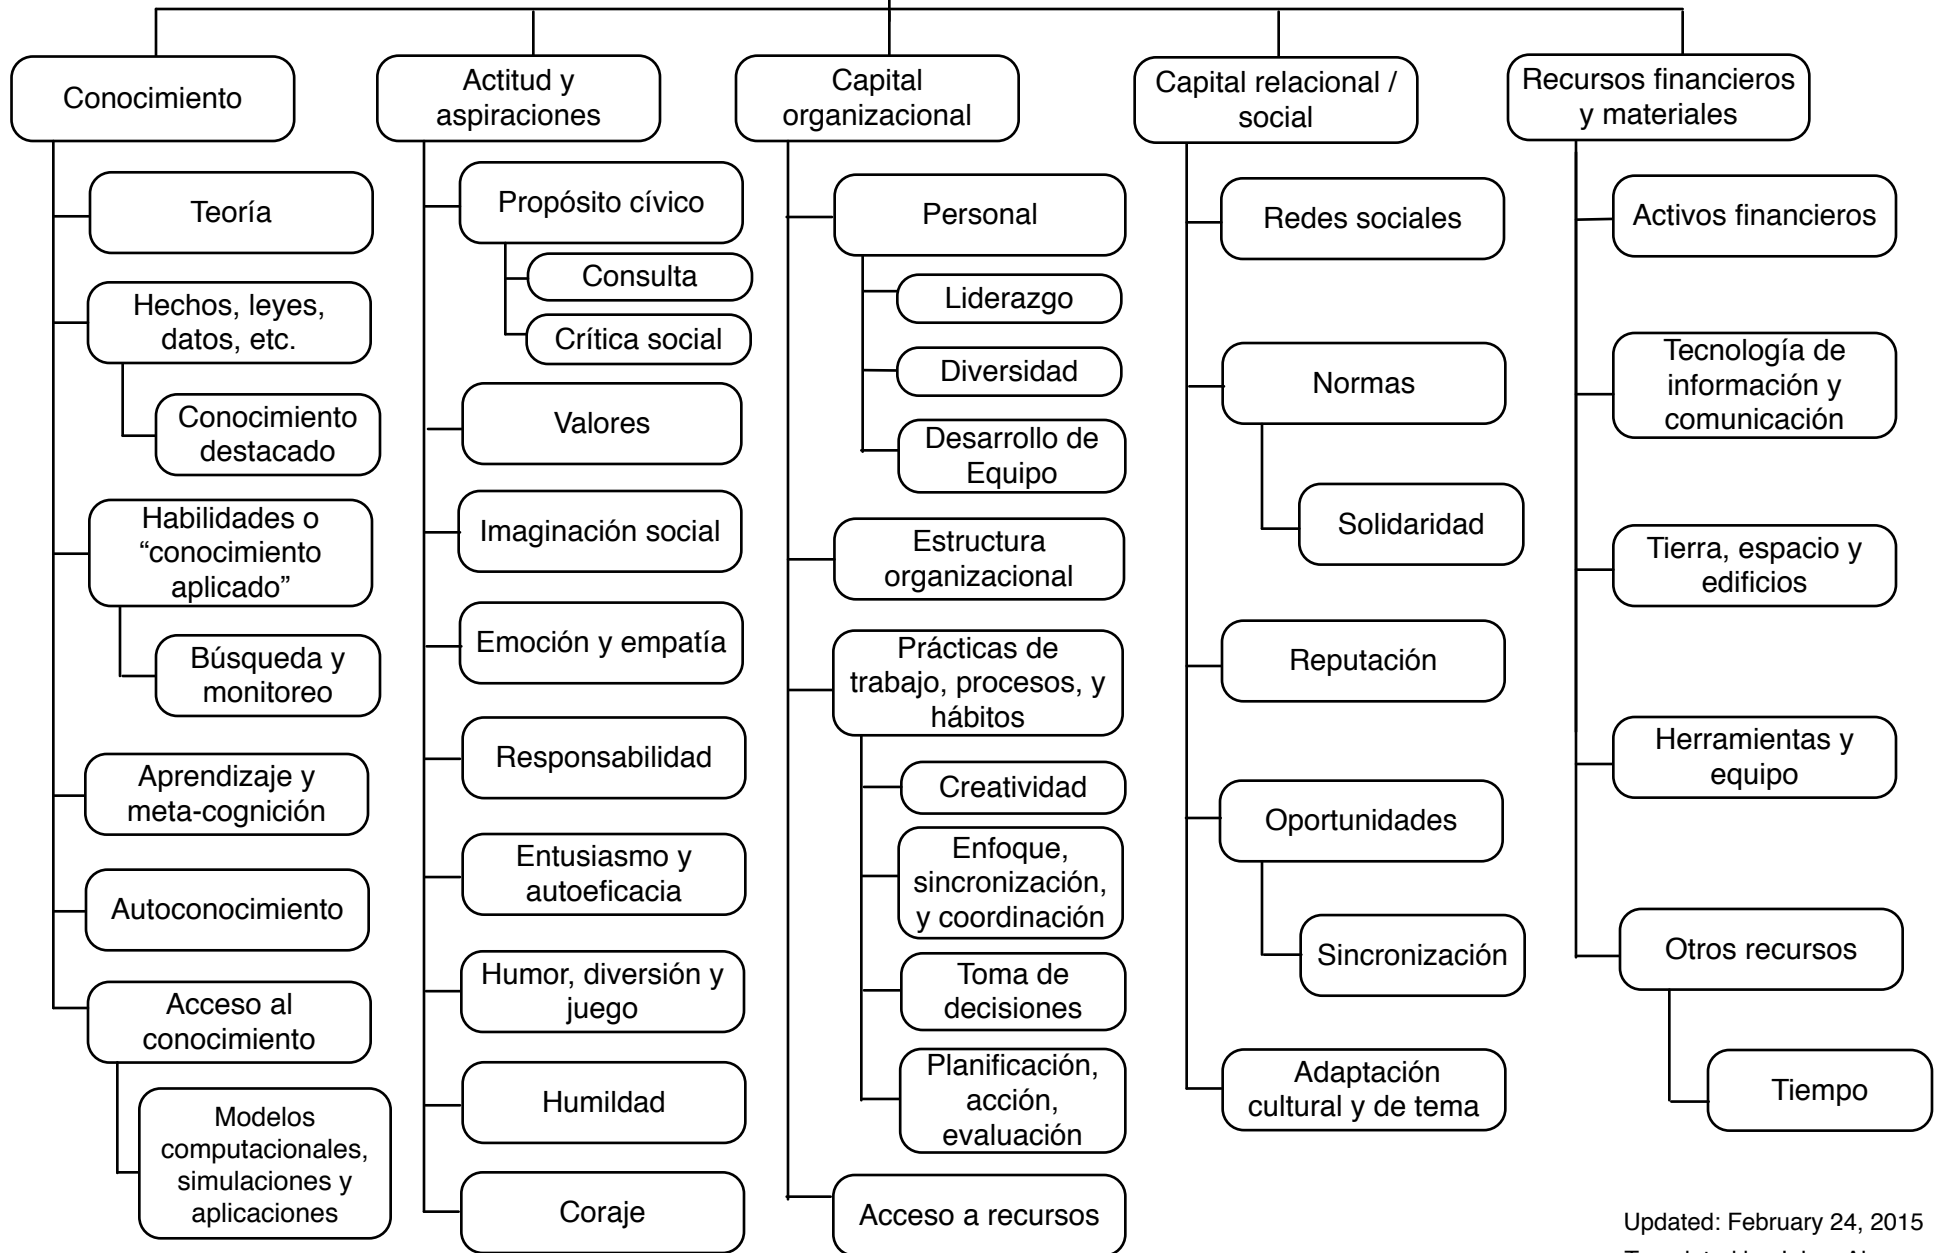 Conocimiento
Teoría
Hechos, leyes,
datos, etc.
Conocimiento
destacado
Habilidades o
“conocimiento
aplicado”
Búsqueda y
monitoreo
Aprendizaje y
meta-cognición
Autoconocimiento
Acceso al
conocimiento
Modelos
computacionales,
simulaciones y
aplicaciones
Actitud y
aspiraciones
Propósito cívico
Consulta
Crítica social
Valores
Imaginación social
Emoción y empatía
Responsabilidad
Entusiasmo y
autoeficacia
Humor, diversión y
juego
Humildad
Coraje
Capital
organizacional
Personal
Liderazgo
Diversidad
Desarrollo de
Equipo
Estructura
organizacional
Prácticas de
trabajo, procesos, y
hábitos
Creatividad
Enfoque,
sincronización,
y coordinación
Toma de
decisiones
Planificación,
acción,
evaluación
Acceso a recursos
Capital relacional /
social
Redes sociales
Normas
Solidaridad
Reputación
Oportunidades
Sincronización
Adaptación
cultural y de tema
Recursos financieros
y materiales
Activos financieros
Tecnología de
información y
comunicación
Tierra, espacio y
edificios
Herramientas y
equipo
Otros recursos
Tiempo
Updated: February 24, 2015